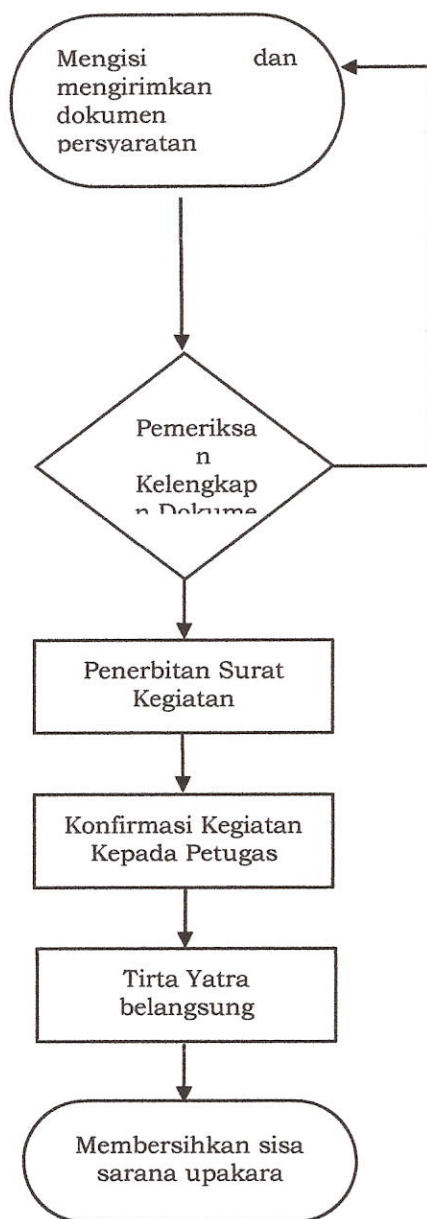 Mengisi dan
mengirimkan
dokumen
persyaratan
Pemeriksa
n
Kelengkap
n Dokume
Penerbitan Surat
Kegiatan
Konfirmasi Kegiatan
Kepada Petugas
Tirta Yatra
belangsung
Membersihkan sisa
sarana upakara